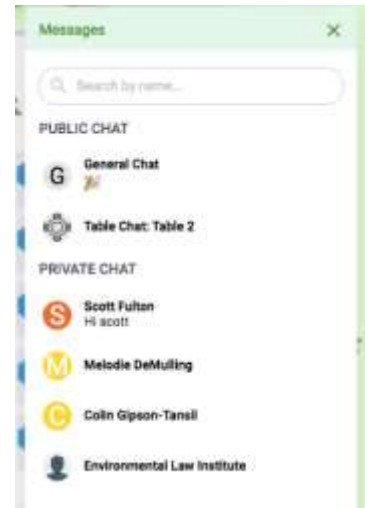 Messages
Search by name...
PUBLIC CHAT
G
General Chat
Table Chat: Table 2
PRIVATE CHAT
S
Scott Fulton
Hi scott
M
Melodie DeMulling
C
Colin Gipson-Tansil
Environmental Law Institute